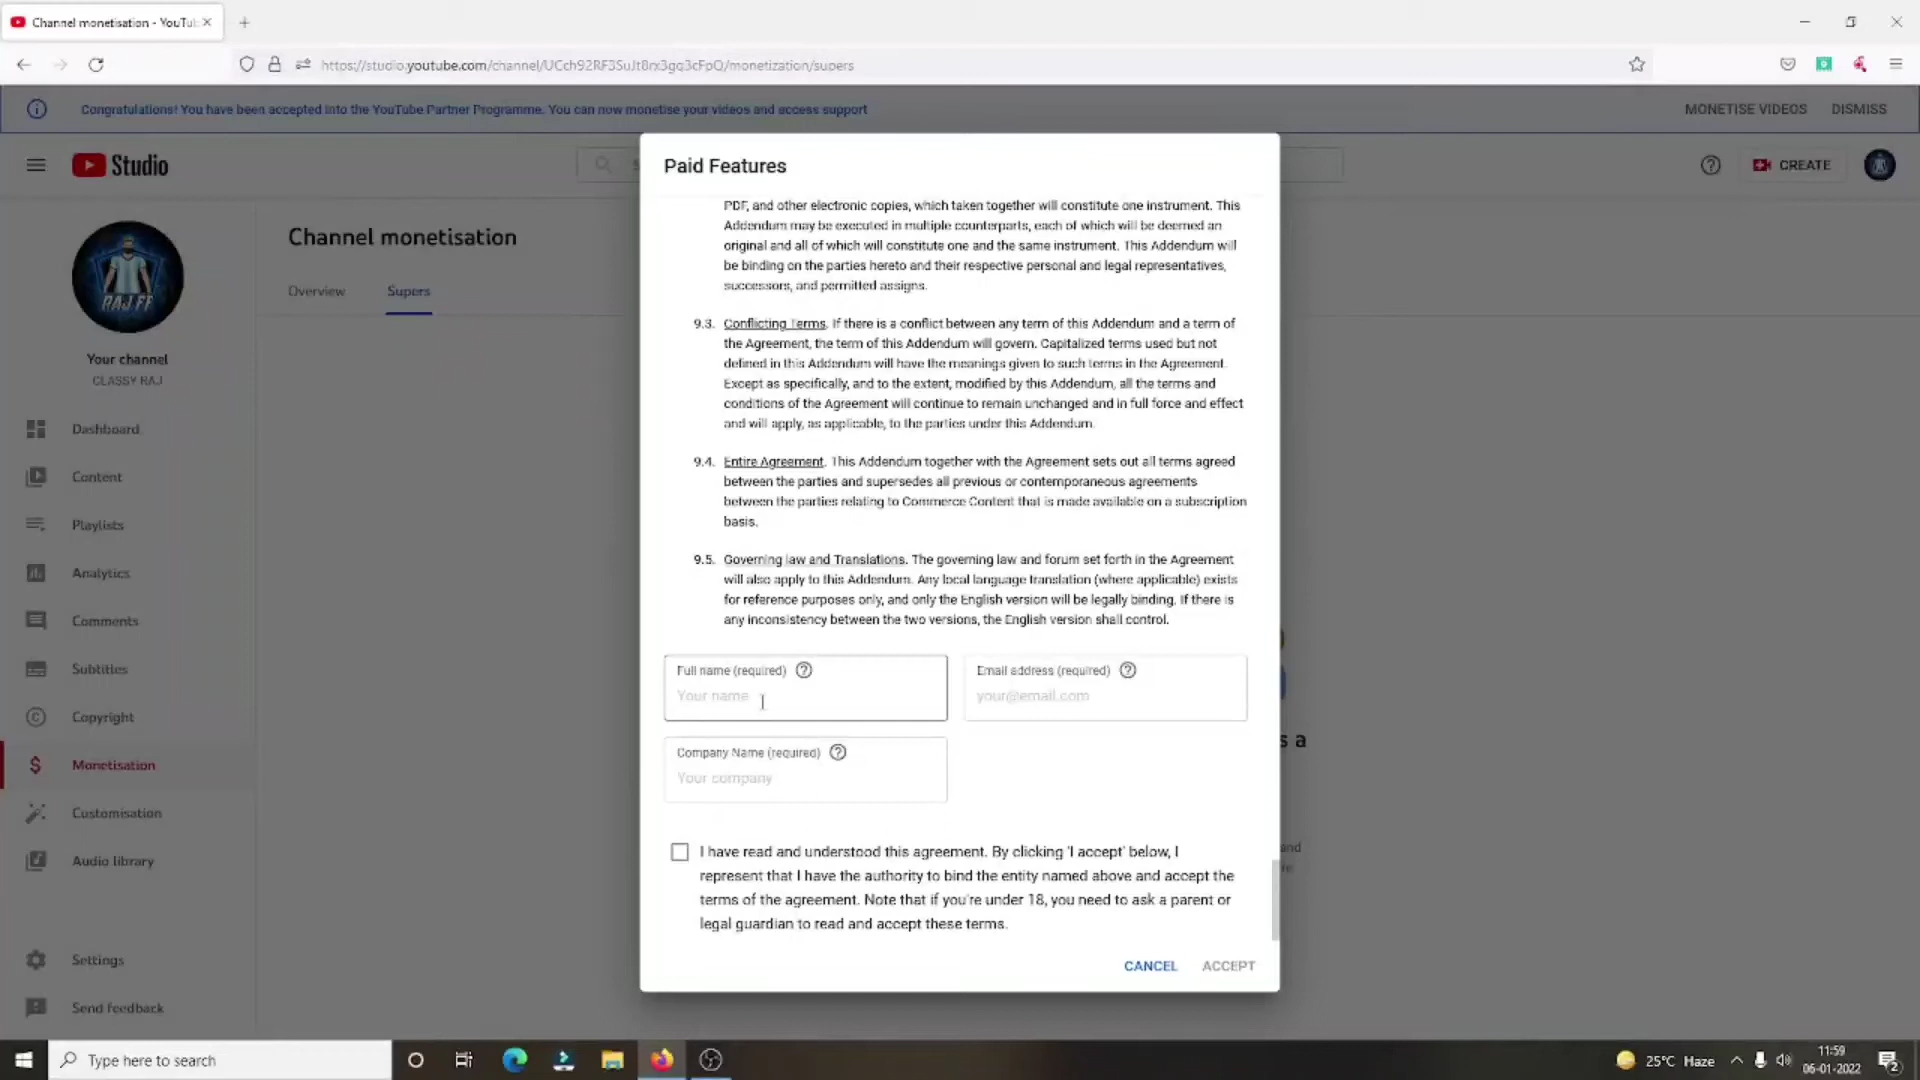 Channel monetisation - YouTu
https://studio.youtube.com/channel/UCch92RF3SuJt8rx3gq3cFpQ/monetization/supers
Congratulations! You have been accepted into the YouTube Partner Programme. You can now monetise your videos and access support
MONETISE VIDEOS
DISMISS
Studio
CREATE
RAJ FF
Your channel
CLASSY RAJ
Dashboard
Content
Playlists
Analytics
Comments
Subtitles
Copyright
Monetisation
Customisation
Audio library
Settings
Send feedback
Channel monetisation
Overview
Supers
Paid Features
PDF, and other electronic copies, which taken together will constitute one instrument. This
Addendum may be executed in multiple counterparts, each of which will be deemed an
original and all of which will constitute one and the same instrument. This Addendum will
be binding on the parties hereto and their respective personal and legal representatives,
successors, and permitted assigns.
9.3. Conflicting Terms. If there is a conflict between any term of this Addendum and a term of
the Agreement, the term of this Addendum will govern. Capitalized terms used but not
defined in this Addendum will have the meanings given to such terms in the Agreement.
Except as specifically, and to the extent, modified by this Addendum, all the terms and
conditions of the Agreement will continue to remain unchanged and in full force and effect
and will apply, as applicable, to the parties under this Addendum.
9.4. Entire Agreement. This Addendum together with the Agreement sets out all terms agreed
between the parties and supersedes all previous or contemporaneous agreements
between the parties relating to Commerce Content that is made available on a subscription
basis.
9.5. Governing law and Translations. The governing law and forum set forth in the Agreement
will also apply to this Addendum. Any local language translation (where applicable) exists
for reference purposes only, and only the English version will be legally binding. If there is
any inconsistency between the two versions, the English version shall control.
Full name (required)
Your name
Email address (required)
your@email.com
Company Name (required)
Your company
I have read and understood this agreement. By clicking 'I accept' below, I
represent that I have the authority to bind the entity named above and accept the
terms of the agreement. Note that if you're under 18, you need to ask a parent or
legal guardian to read and accept these terms.
CANCEL
ACCEPT
s a
and
Type here to search
25°C Haze
11:59
06-01-2022
2